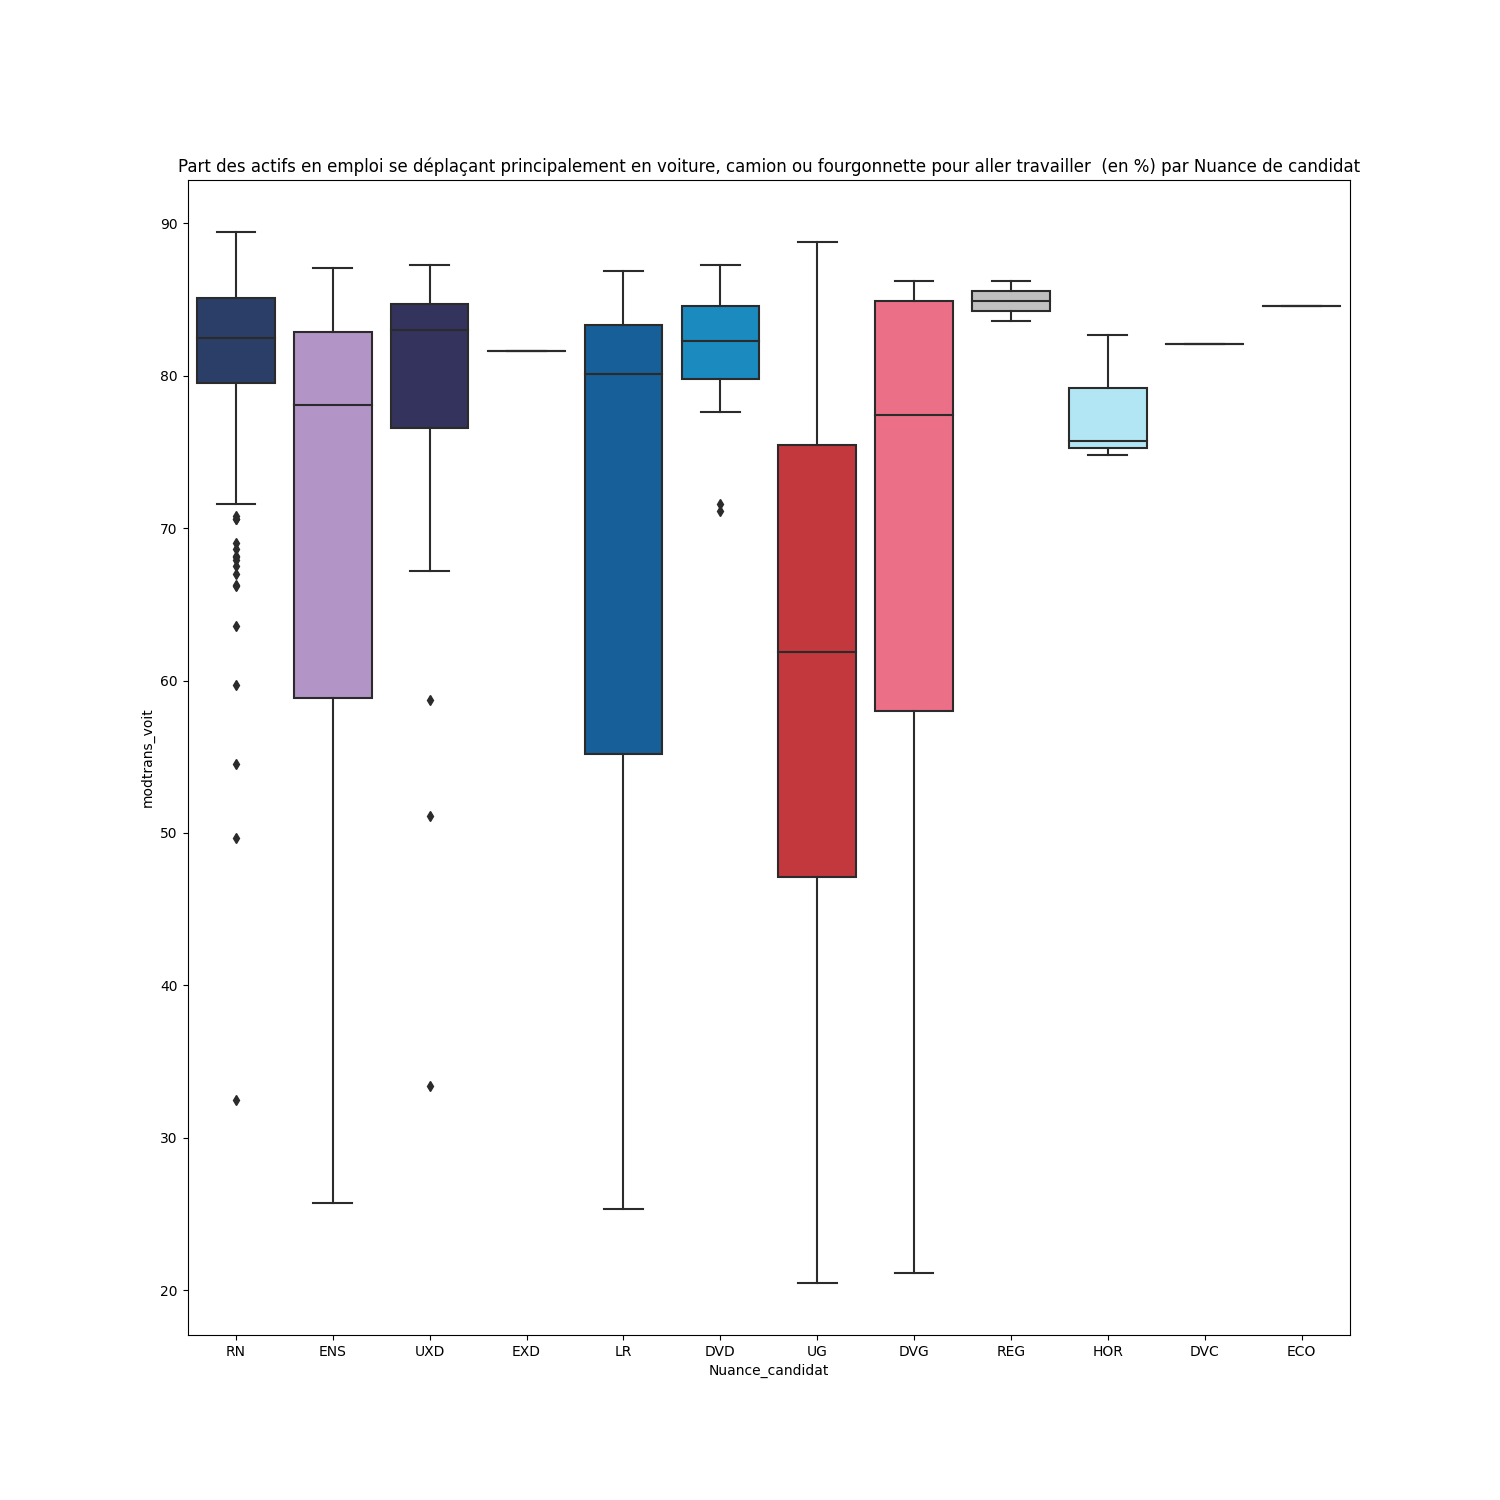 Part des actifs en emploi se déplaçant principalement en voiture, camion ou fourgonnette pour aller travailler  (en %) par Nuance de candidat
90
80
70
60
50
40
30
20
modtrans_voit
RN ENS UXD EXD LR DVD UG DVG REG HOR DVC ECO
Nuance_candidat